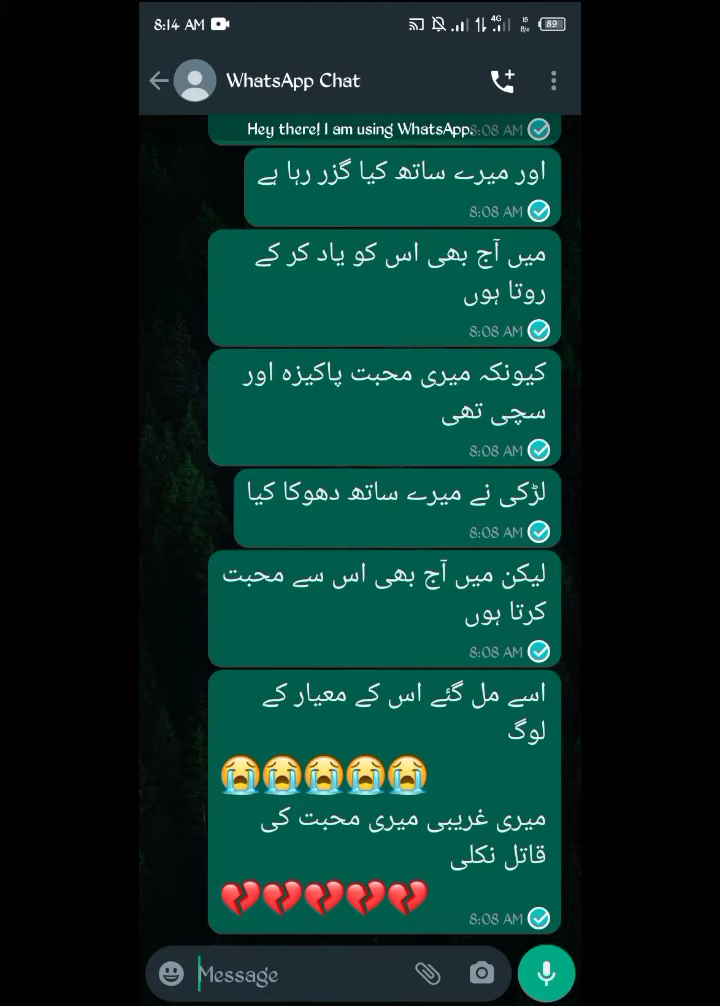 8:14 AM
4G
15 B/s
89
WhatsApp Chat
Hey there! I am using WhatsApp.
8:08 AM
اور میرے ساتھ کیا گزر رہا ہے
8:08 AM
میں آج بھی اس کو یاد کر کے
روتا ہوں
8:08 AM
کیونکہ میری محبت پاکیزہ اور
سچی تھی
8:08 AM
لڑکی نے میرے ساتھ دھوکا کیا
8:08 AM
لیکن میں آج بھی اس سے محبت
کرتا ہوں
8:08 AM
اسے مل گئے اس کے معیار کے
لوگ
😭😭😭😭😭
میری غریبی میری محبت کی
قاتل نکلی
💔💔💔💔💔
8:08 AM
Message